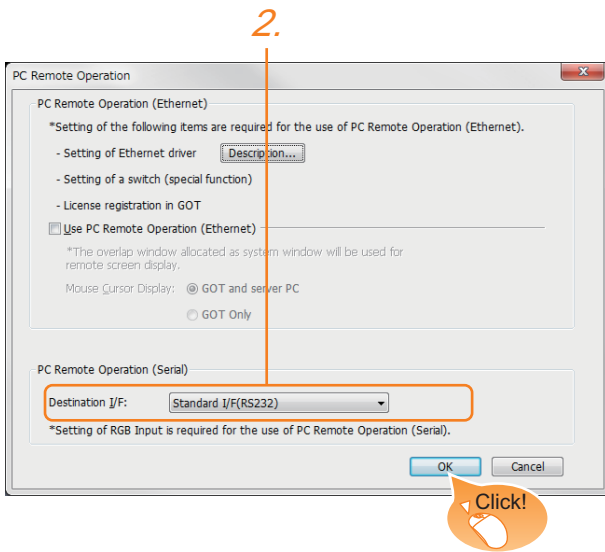 2.
PC Remote Operation
PC Remote Operation (Ethernet)
*Setting of the following items are required for the use of PC Remote Operation (Ethernet).
- Setting of Ethernet driver Description...
- Setting of a switch (special function)
- License registration in GOT
Use PC Remote Operation (Ethernet)
*The overlap window allocated as system window will be used for
remote screen display.
Mouse Cursor Display: GOT and server PC
GOT Only
PC Remote Operation (Serial)
Destination I/F: Standard I/F(RS232)
*Setting of RGB Input is required for the use of PC Remote Operation (Serial).
OK Cancel
Click!